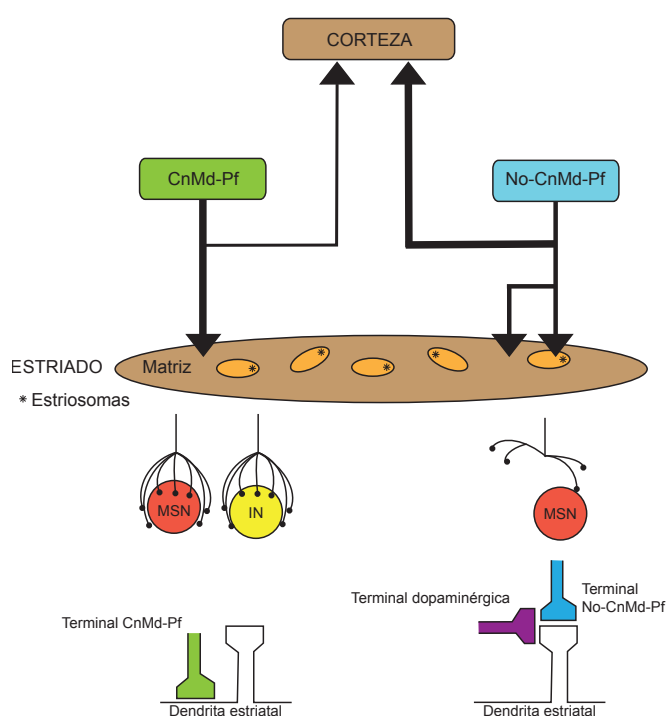 CORTEZA
CnMd-Pf
No-CnMd-Pf
ESTRIADO
Matriz
*
*
*
*
*
* Estriosomas
MSN
IN
MSN
Terminal CnMd-Pf
Terminal dopaminérgica
Terminal
No-CnMd-Pf
Dendrita estriatal
Dendrita estriatal